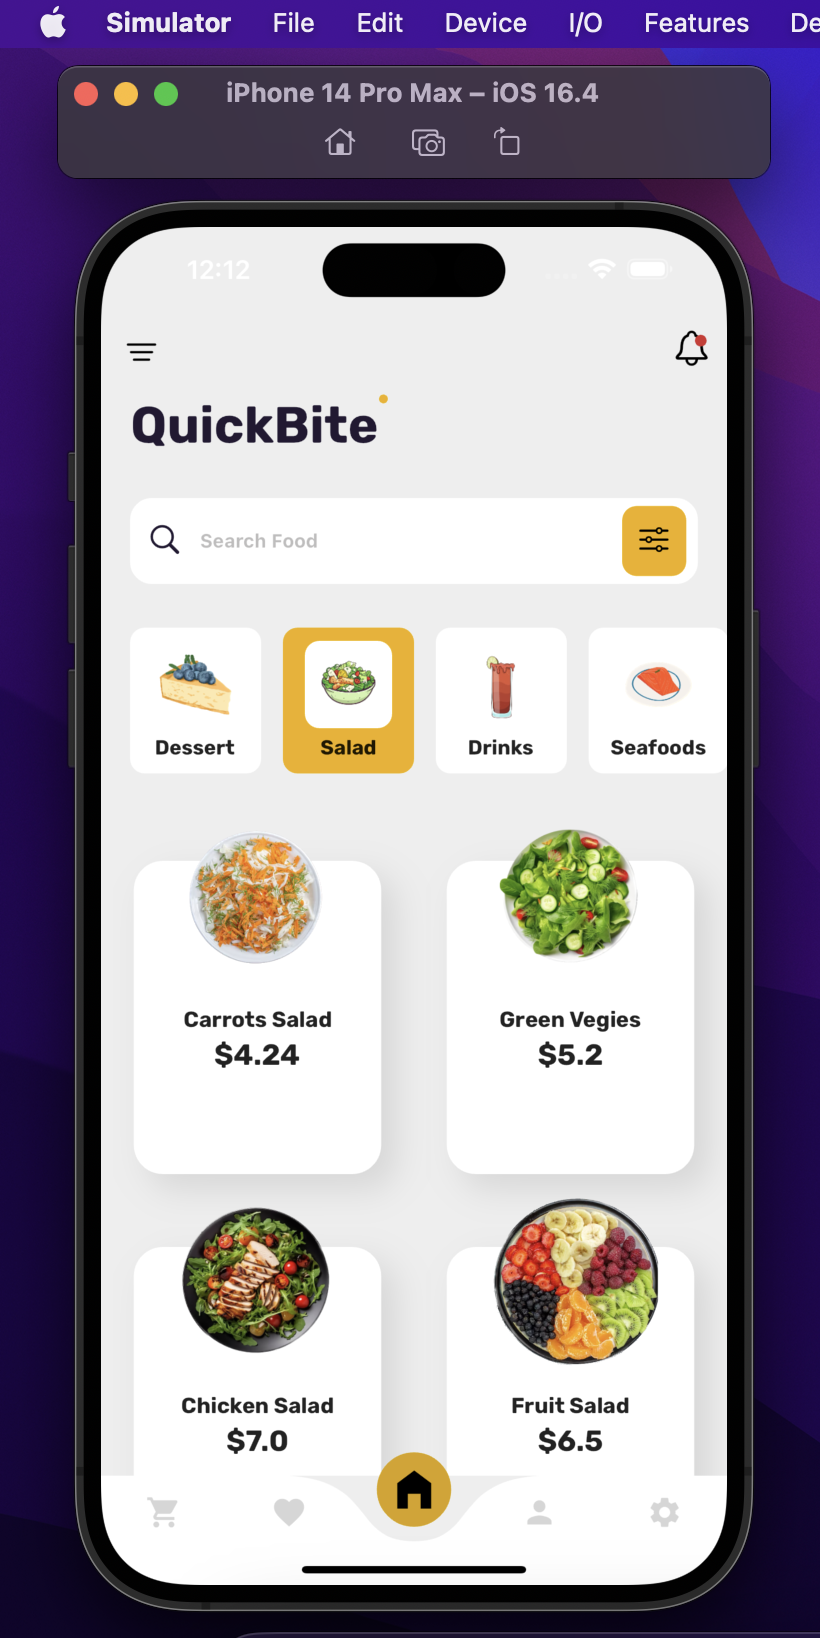 Simulator File Edit Device I/O Features De
iPhone 14 Pro Max – iOS 16.4
12:12
QuickBite
Search Food
Dessert Salad Drinks Seafoods
Carrots Salad Green Vegies
$4.24 $5.2
Chicken Salad Fruit Salad
$7.0 $6.5